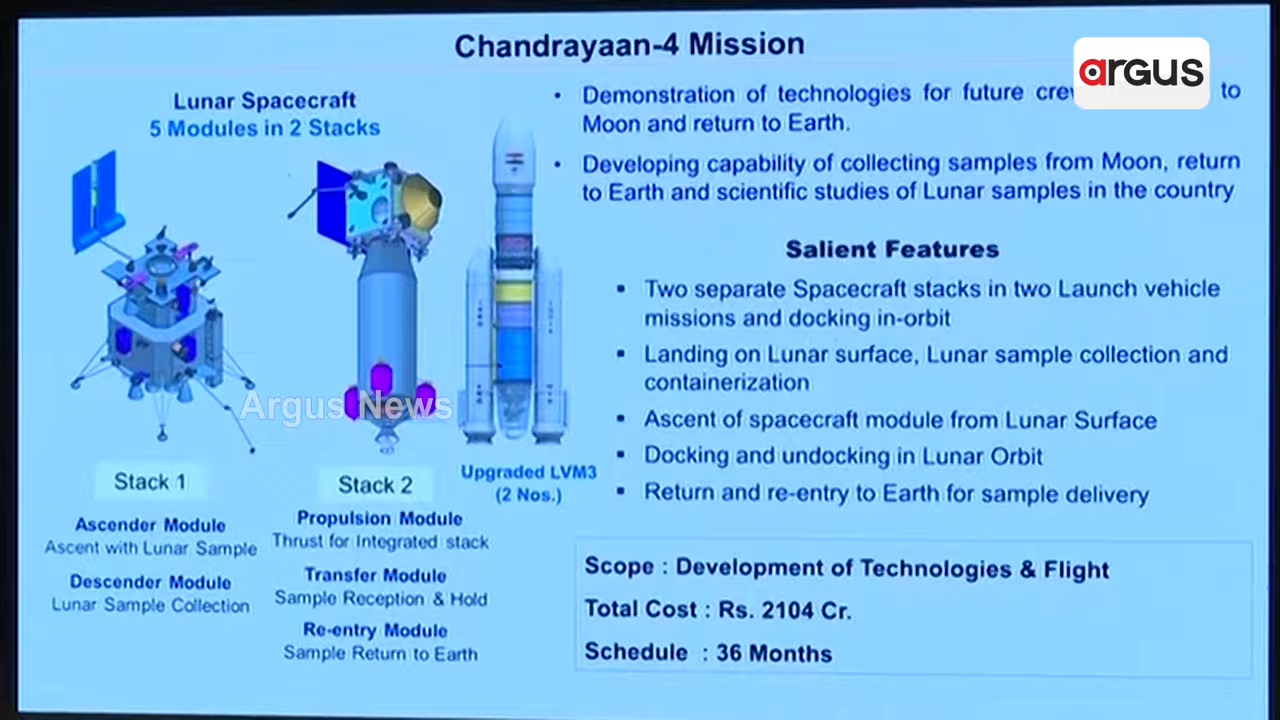 Chandrayaan-4 Mission
argus
Lunar Spacecraft
5 Modules in 2 Stacks
• Demonstration of technologies for future to
Moon and return to Earth.
• Developing capability of collecting samples from Moon, return
to Earth and scientific studies of Lunar samples in the country
Salient Features
▪ Two separate Spacecraft stacks in two Launch vehicle
missions and docking in-orbit
▪ Landing on Lunar surface, Lunar sample collection and
containerization
▪ Ascent of spacecraft module from Lunar Surface
▪ Docking and undocking in Lunar Orbit
▪ Return and re-entry to Earth for sample delivery
Argus News
Stack 1
Ascender Module
Ascent with Lunar Sample
Descender Module
Lunar Sample Collection
Stack 2
Propulsion Module
Thrust for Integrated stack
Transfer Module
Sample Reception & Hold
Re-entry Module
Sample Return to Earth
Upgraded LVM3
(2 Nos.)
Scope : Development of Technologies & Flight
Total Cost : Rs. 2104 Cr.
Schedule : 36 Months